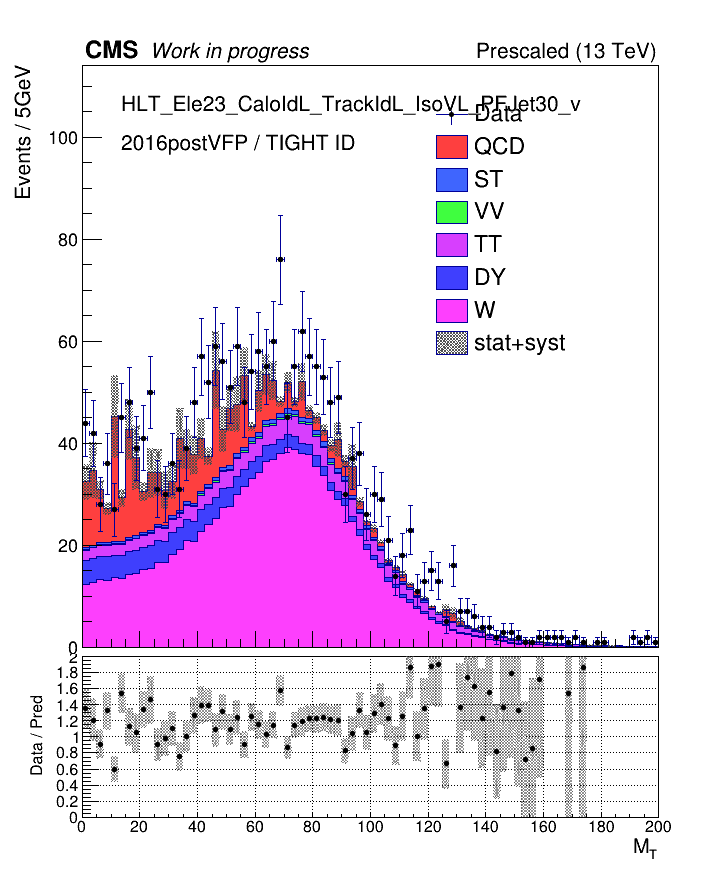 CMS Work in progress Prescaled (13 TeV)
Events / 5GeV
HLT_Ele23_CaloIdL_TrackIdL_IsoVL_PFJet30_v
2016postVFP / TIGHT ID
Data
QCD
ST
VV
TT
DY
W
stat+syst
100
80
60
40
20
0
Data / Pred
2
1.8
1.6
1.4
1.2
1
0.8
0.6
0.4
0.2
0
0 20 40 60 80 100 120 140 160 180 200
M_T